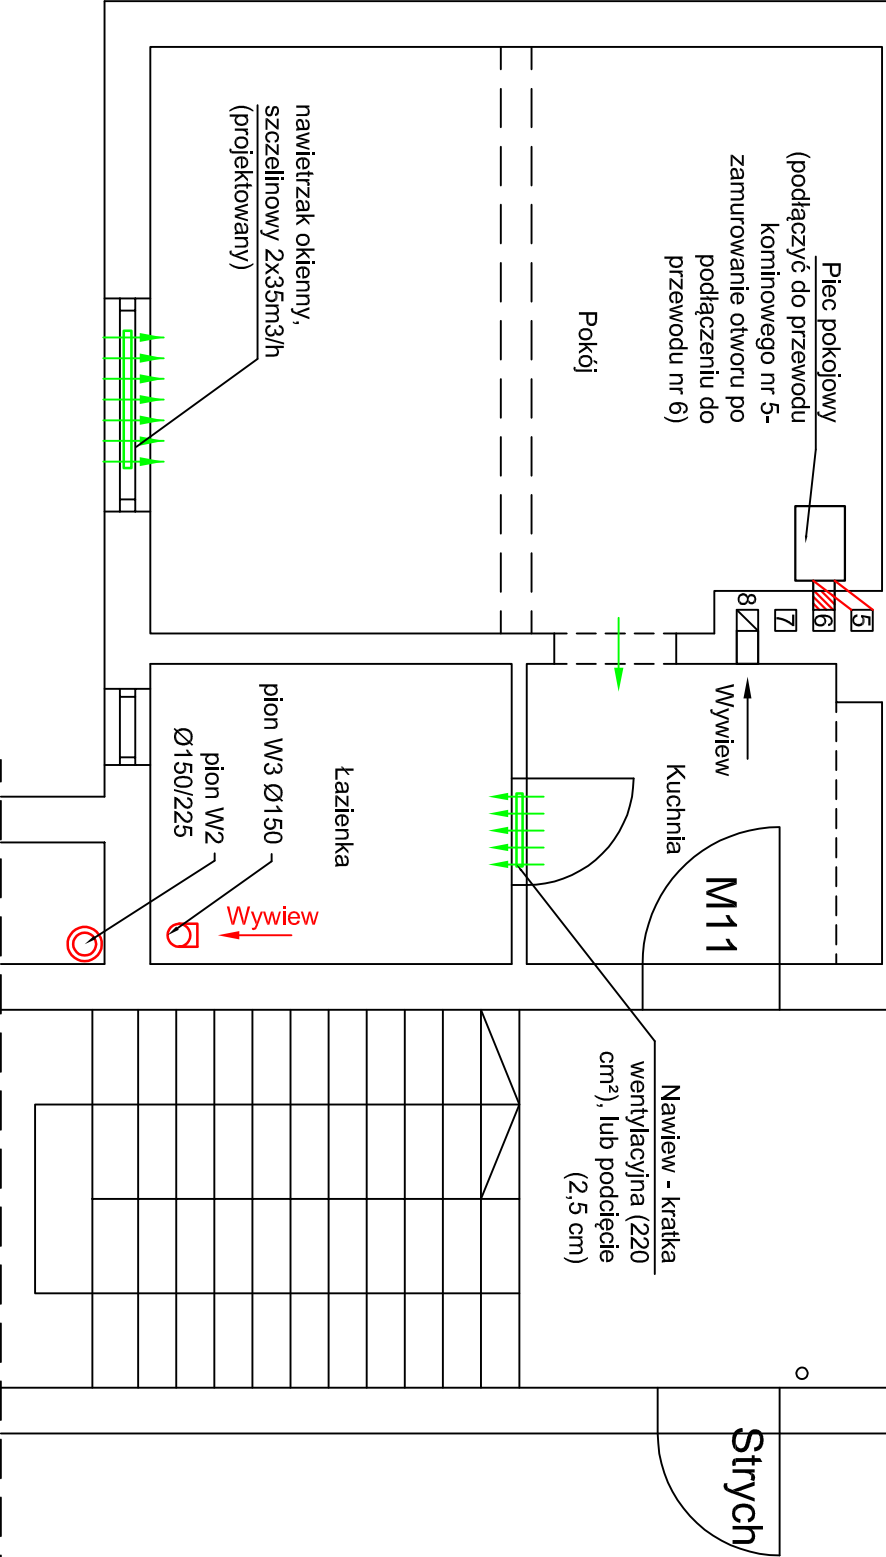 Piec pokojowy
(podłączyć do przewodu
kominowego nr 5-
zamurowanie otworu po
podłączeniu do
przewodu nr 6)
5
6
7
8
Pokój
nawietrzak okienny,
szczelinowy 2x35m3/h
(projektowany)
Wywiew
Kuchnia
M11
Łazienka
pion W3 Ø150
pion W2
Ø150/225
Wywiew
Nawiew - kratka
wentylacyjna (220
cm²), lub podcięcie
(2,5 cm)
Strych